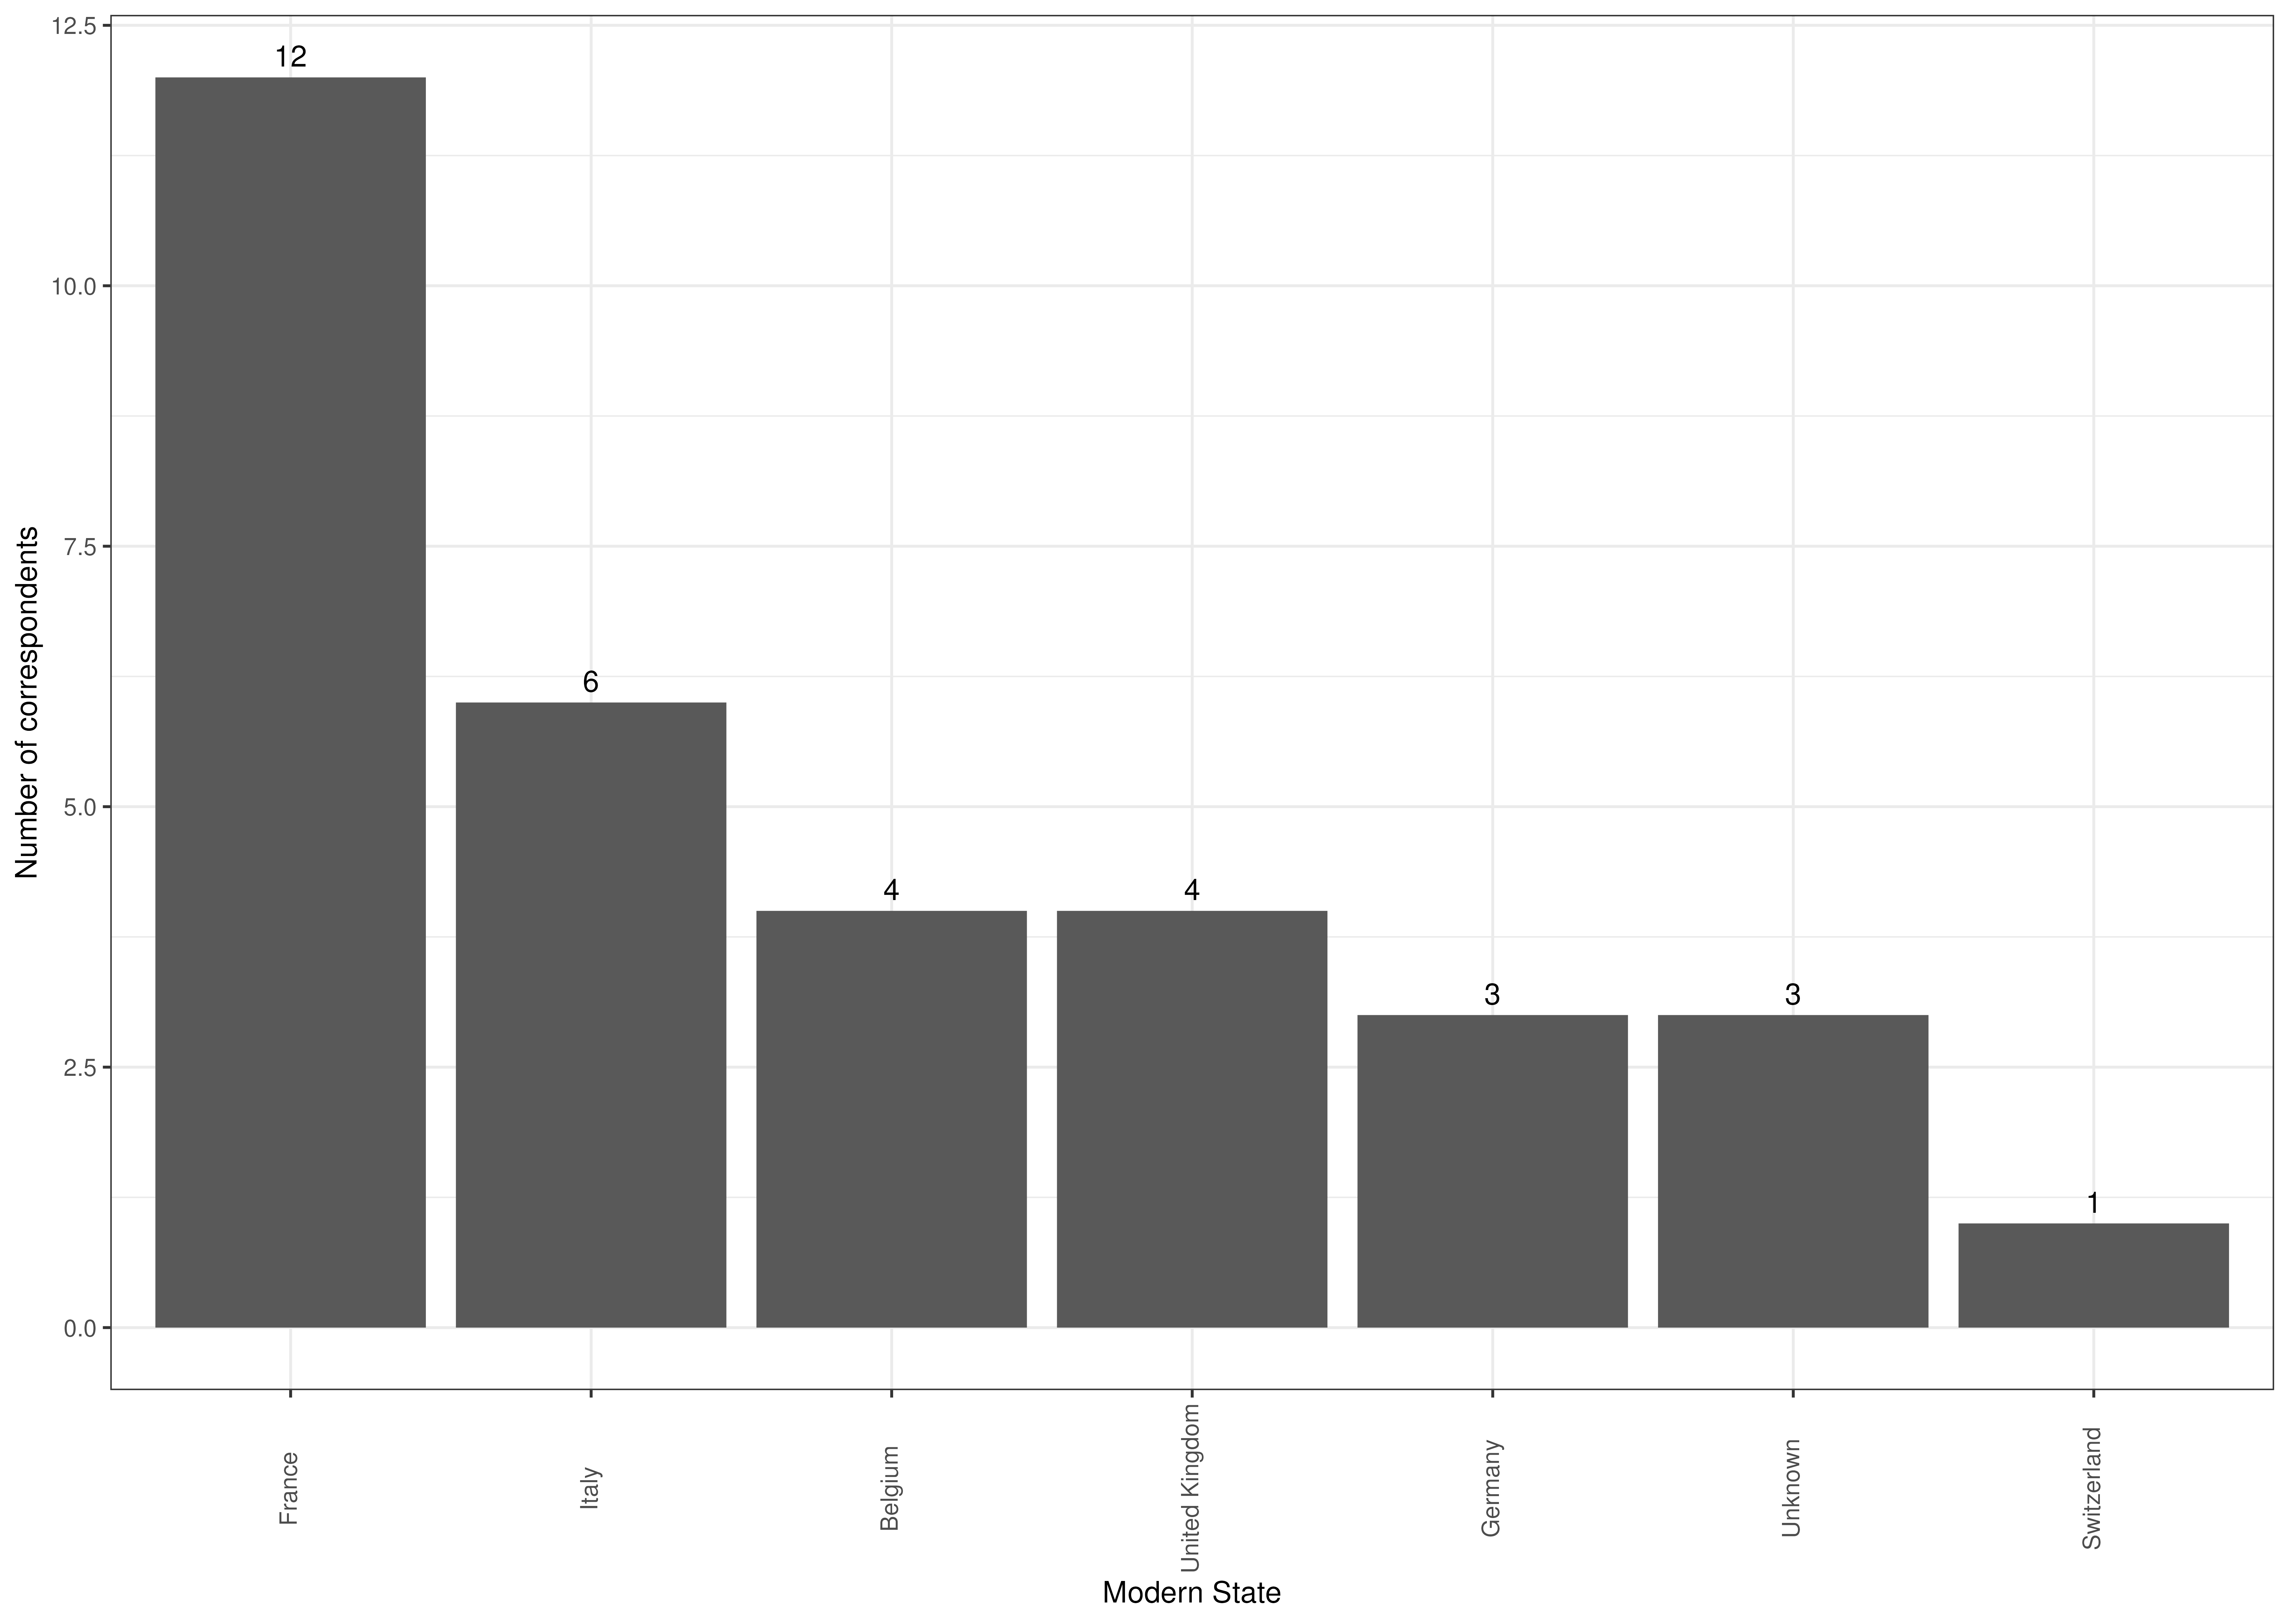 Number of correspondents
12.5
10.0
7.5
5.0
2.5
0.0
12
6
4
4
3
3
1
France
Italy
Belgium
United Kingdom
Germany
Unknown
Switzerland
Modern State